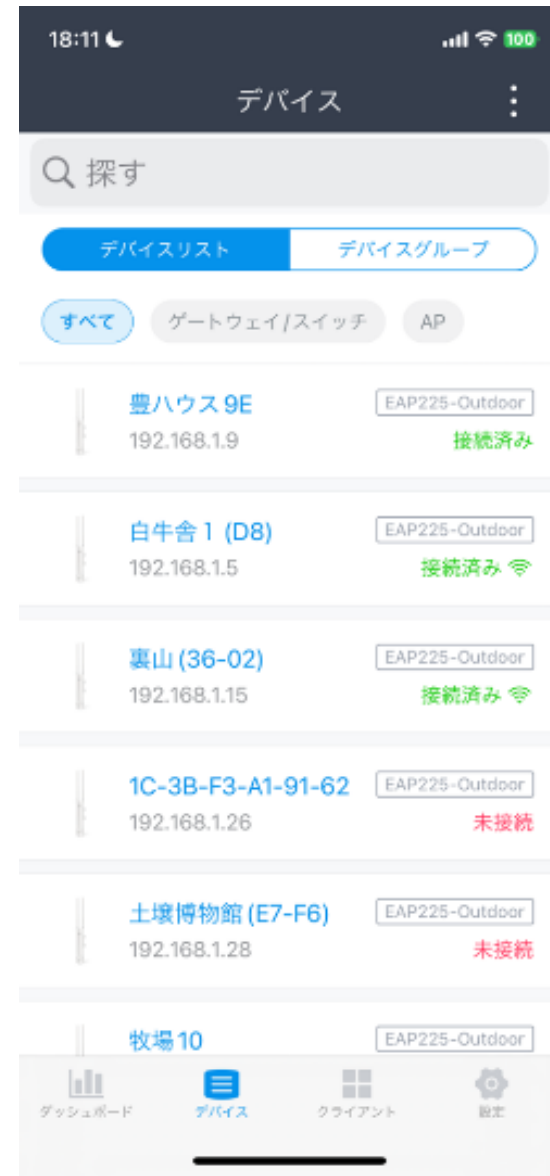 18:11
100
デバイス
探す
デバイスリスト デバイスグループ
すべて ゲートウェイ/スイッチ AP
豊ハウス 9E EAP225-Outdoor
192.168.1.9 接続済み
白牛舎1 (D8) EAP225-Outdoor
192.168.1.5 接続済み
裏山 (36-02) EAP225-Outdoor
192.168.1.15 接続済み
1C-3B-F3-A1-91-62 EAP225-Outdoor
192.168.1.26 未接続
土壌博物館 (E7-F6) EAP225-Outdoor
192.168.1.28 未接続
牧場10 EAP225-Outdoor
ダッシュボード デバイス クライアント 設定